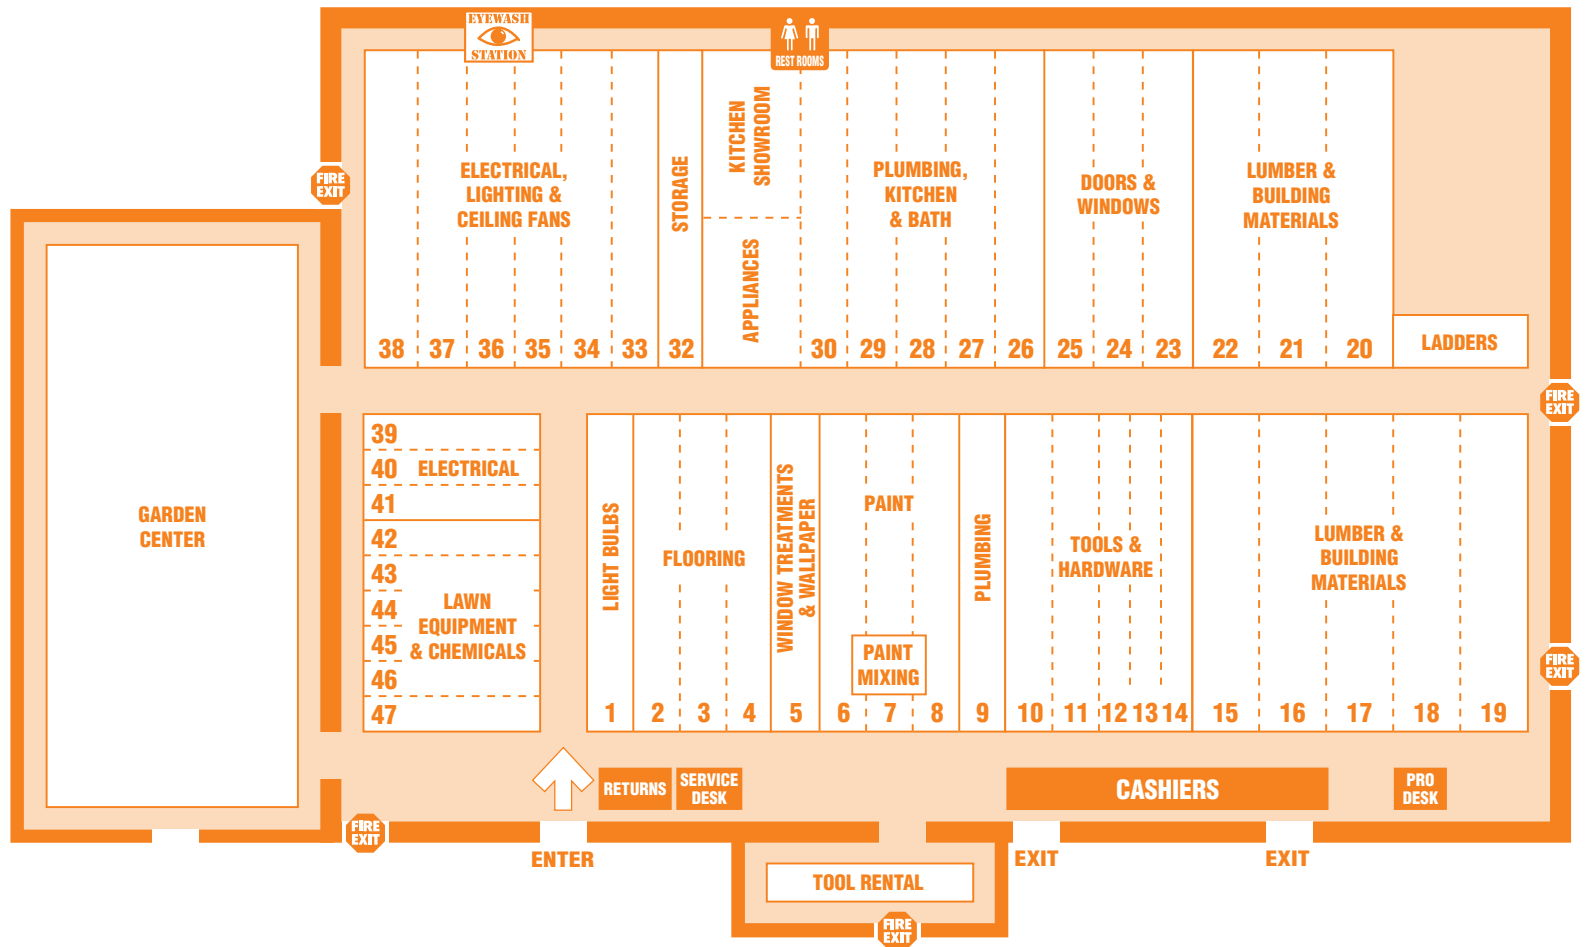 EYEWASH
STATION
REST ROOMS
FIRE
EXIT
ELECTRICAL,
LIGHTING &
CEILING FANS
STORAGE
KITCHEN
SHOWROOM
APPLIANCES
PLUMBING,
KITCHEN
& BATH
DOORS &
WINDOWS
LUMBER &
BUILDING
MATERIALS
38 37 36 35 34 33 32 30 29 28 27 26 25 24 23 22 21 20
LADDERS
FIRE
EXIT
GARDEN
CENTER
39
40 ELECTRICAL
41
42
43
44
45
46
47
LAWN
EQUIPMENT
& CHEMICALS
LIGHT BULBS
FLOORING
WINDOW TREATMENTS
& WALLPAPER
PAINT
PAINT
MIXING
PLUMBING
TOOLS &
HARDWARE
LUMBER &
BUILDING
MATERIALS
FIRE
EXIT
1 2 3 4 5 6 7 8 9 10 11 12 13 14 15 16 17 18 19
RETURNS
SERVICE
DESK
CASHIERS
PRO
DESK
FIRE
EXIT
ENTER
EXIT
EXIT
TOOL RENTAL
FIRE
EXIT